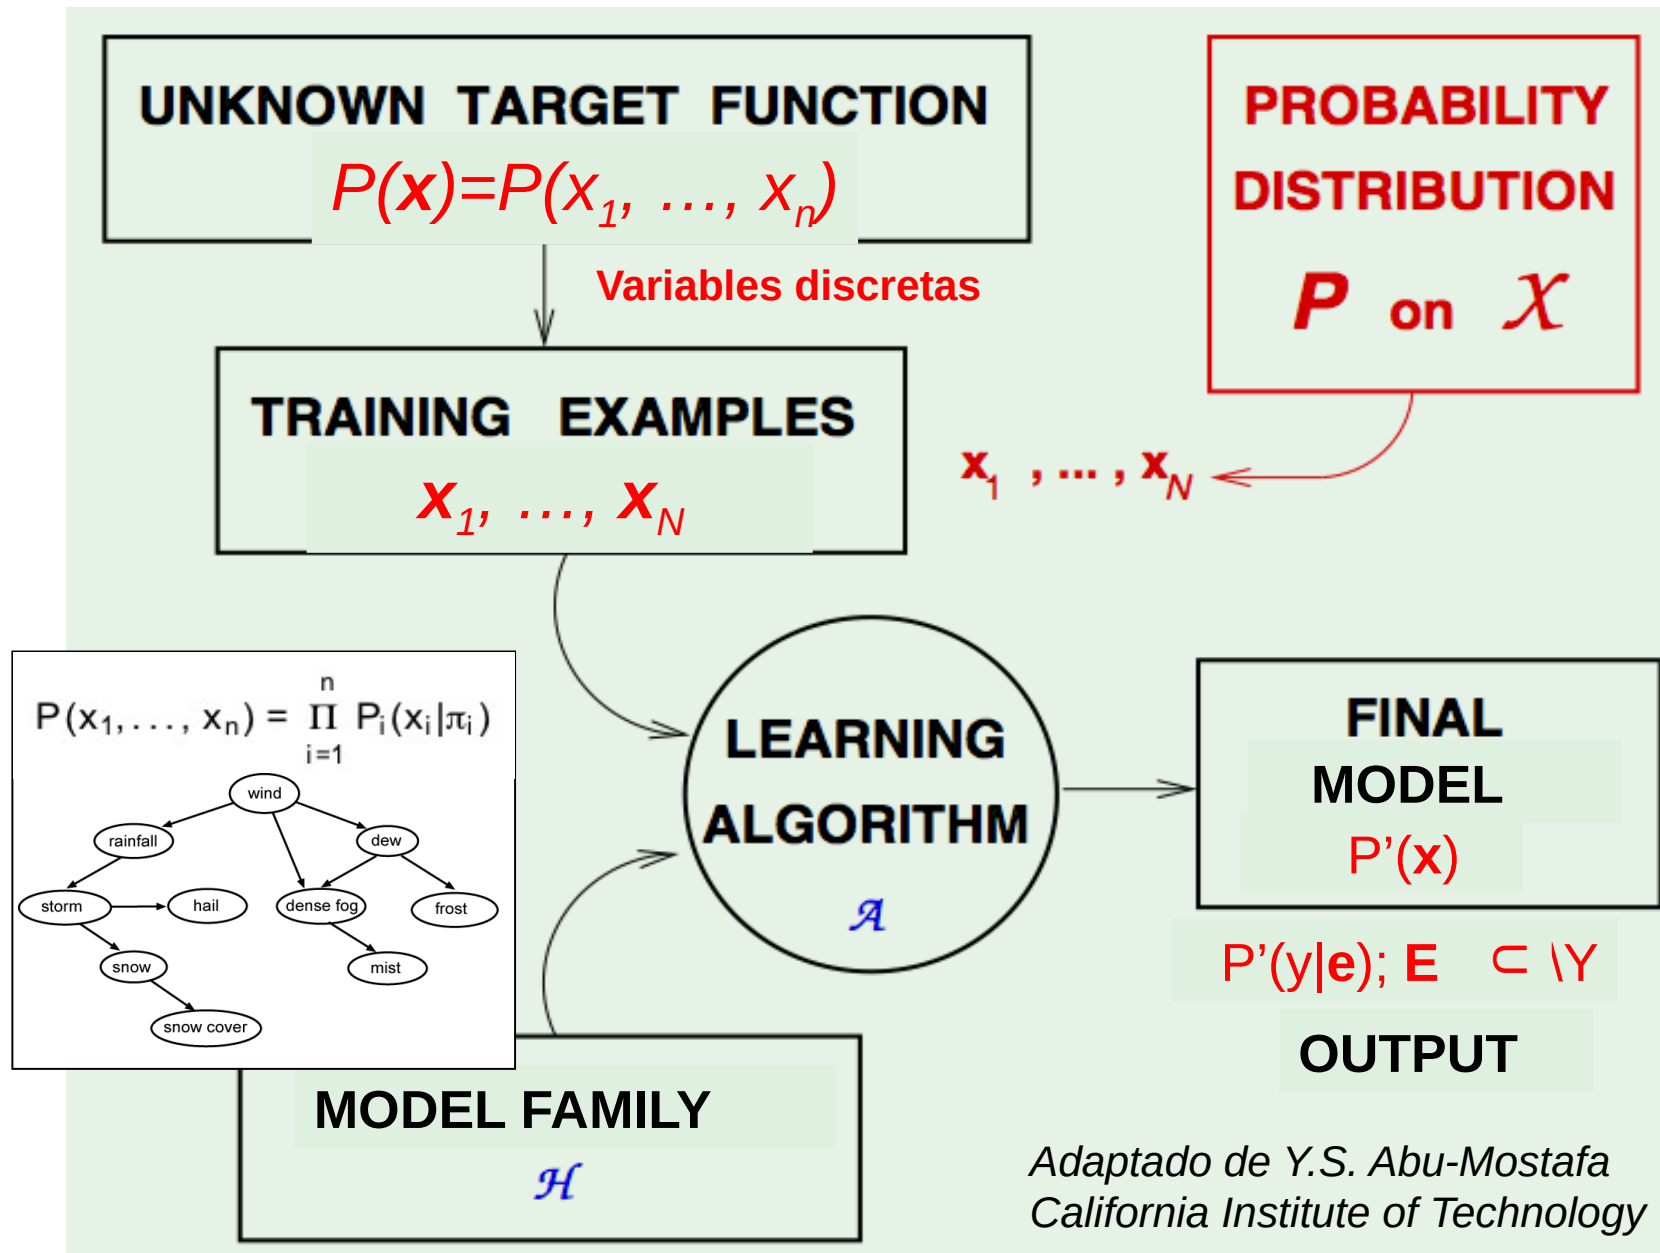 UNKNOWN TARGET FUNCTION
P(x)=P(x1, …, xn)
PROBABILITY
DISTRIBUTION
P on X
Variables discretas
TRAINING EXAMPLES
x1, …, xN
x1 , ... , xN
P(x1,..., xn) = n Π i=1 Pi(xi|πi)
wind
rainfall
dew
storm
hail
dense fog
frost
snow
mist
snow cover
LEARNING
ALGORITHM
A
FINAL
MODEL
P’(x)
P’(y|e); E ⊂ \Y
OUTPUT
MODEL FAMILY
H
Adaptado de Y.S. Abu-Mostafa
California Institute of Technology